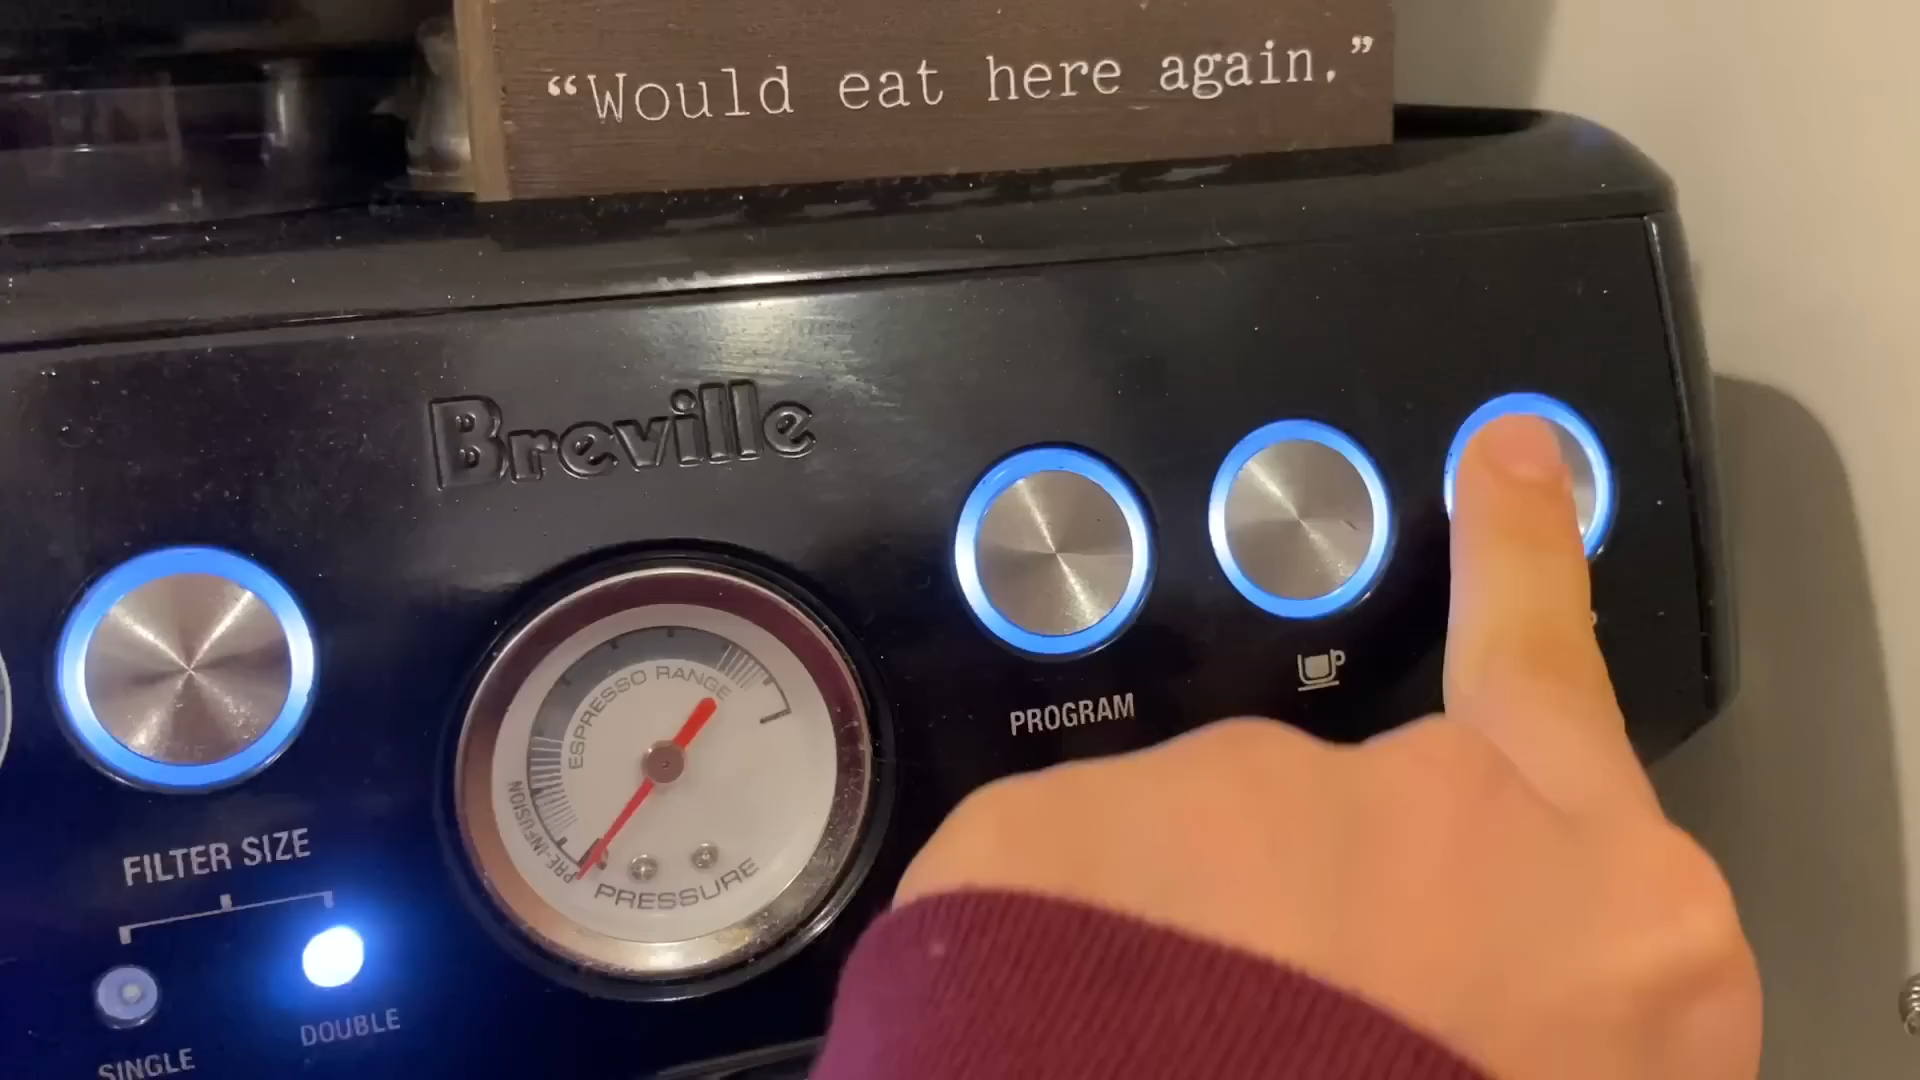 “Would eat here again.”
Breville
ESPRESSO RANGE
PRE-INFUSION
PRESSURE
PROGRAM
FILTER SIZE
SINGLE
DOUBLE